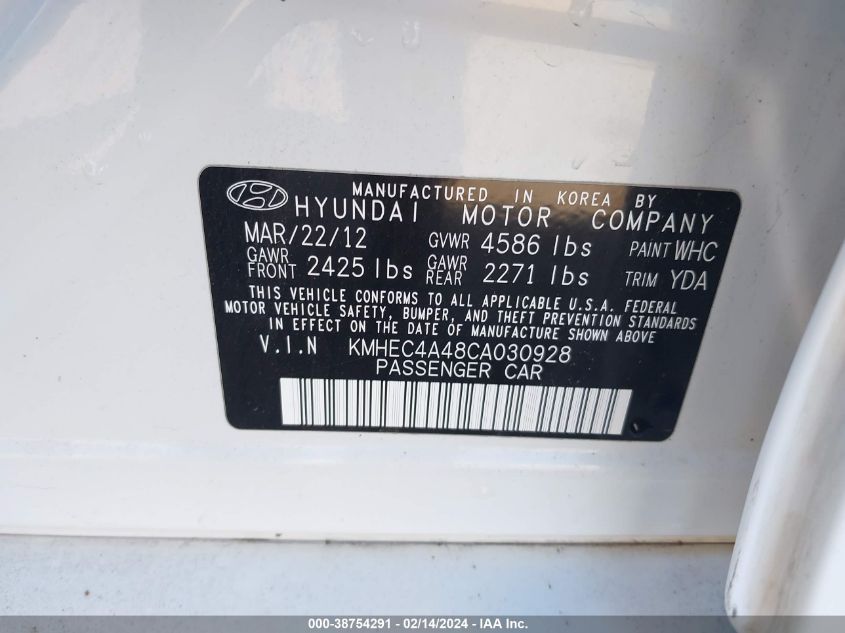 MANUFACTURED IN KOREA BY
HYUNDAI MOTOR COMPANY
MAR/22/12 GVWR 4586 lbs PAINT WHC
GAWR FRONT 2425 lbs GAWR REAR 2271 lbs TRIM YDA
THIS VEHICLE CONFORMS TO ALL APPLICABLE U.S.A. FEDERAL
MOTOR VEHICLE SAFETY, BUMPER, AND THEFT PREVENTION STANDARDS
IN EFFECT ON THE DATE OF MANUFACTURE SHOWN ABOVE
V.I.N KMHEC4A48CA030928
PASSENGER CAR
000-38754291 - 02/14/2024 - IAA Inc.